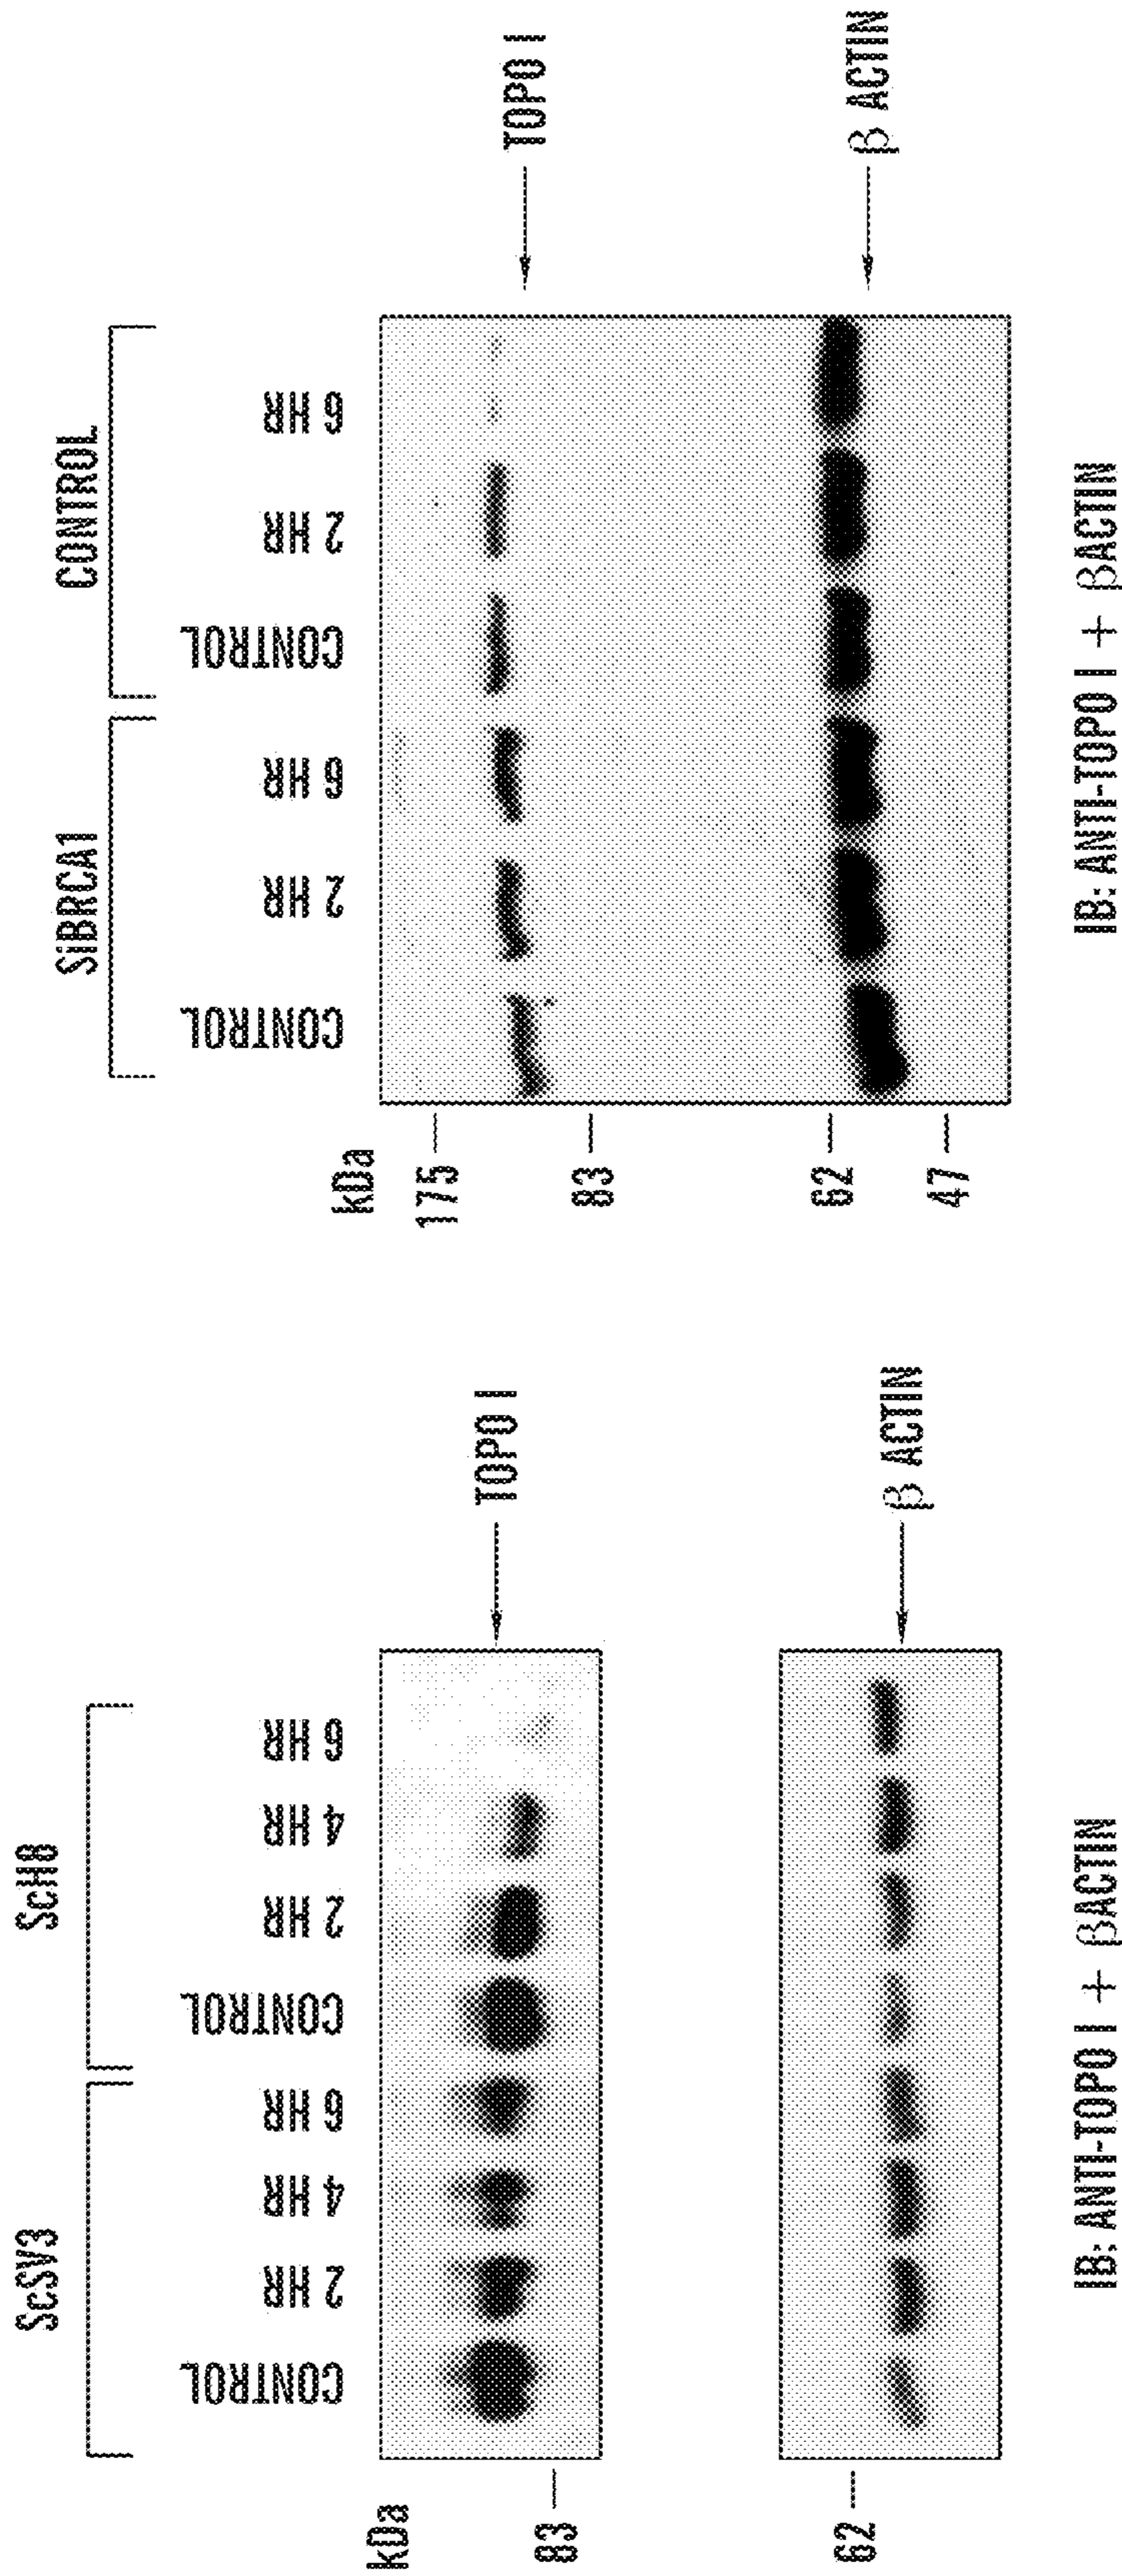 ScSV3 ScH8
CONTROL 2 HR 4 HR 6 HR CONTROL 2 HR 4 HR 6 HR
kDa
83
TOPO I
62
β ACTIN
IB: ANTI-TOPO I + βACTIN
SiBRCA1 CONTROL
CONTROL 2 HR 6 HR CONTROL 2 HR 6 HR
kDa
175
TOPO I
83
62
β ACTIN
47
IB: ANTI-TOPO I + βACTIN